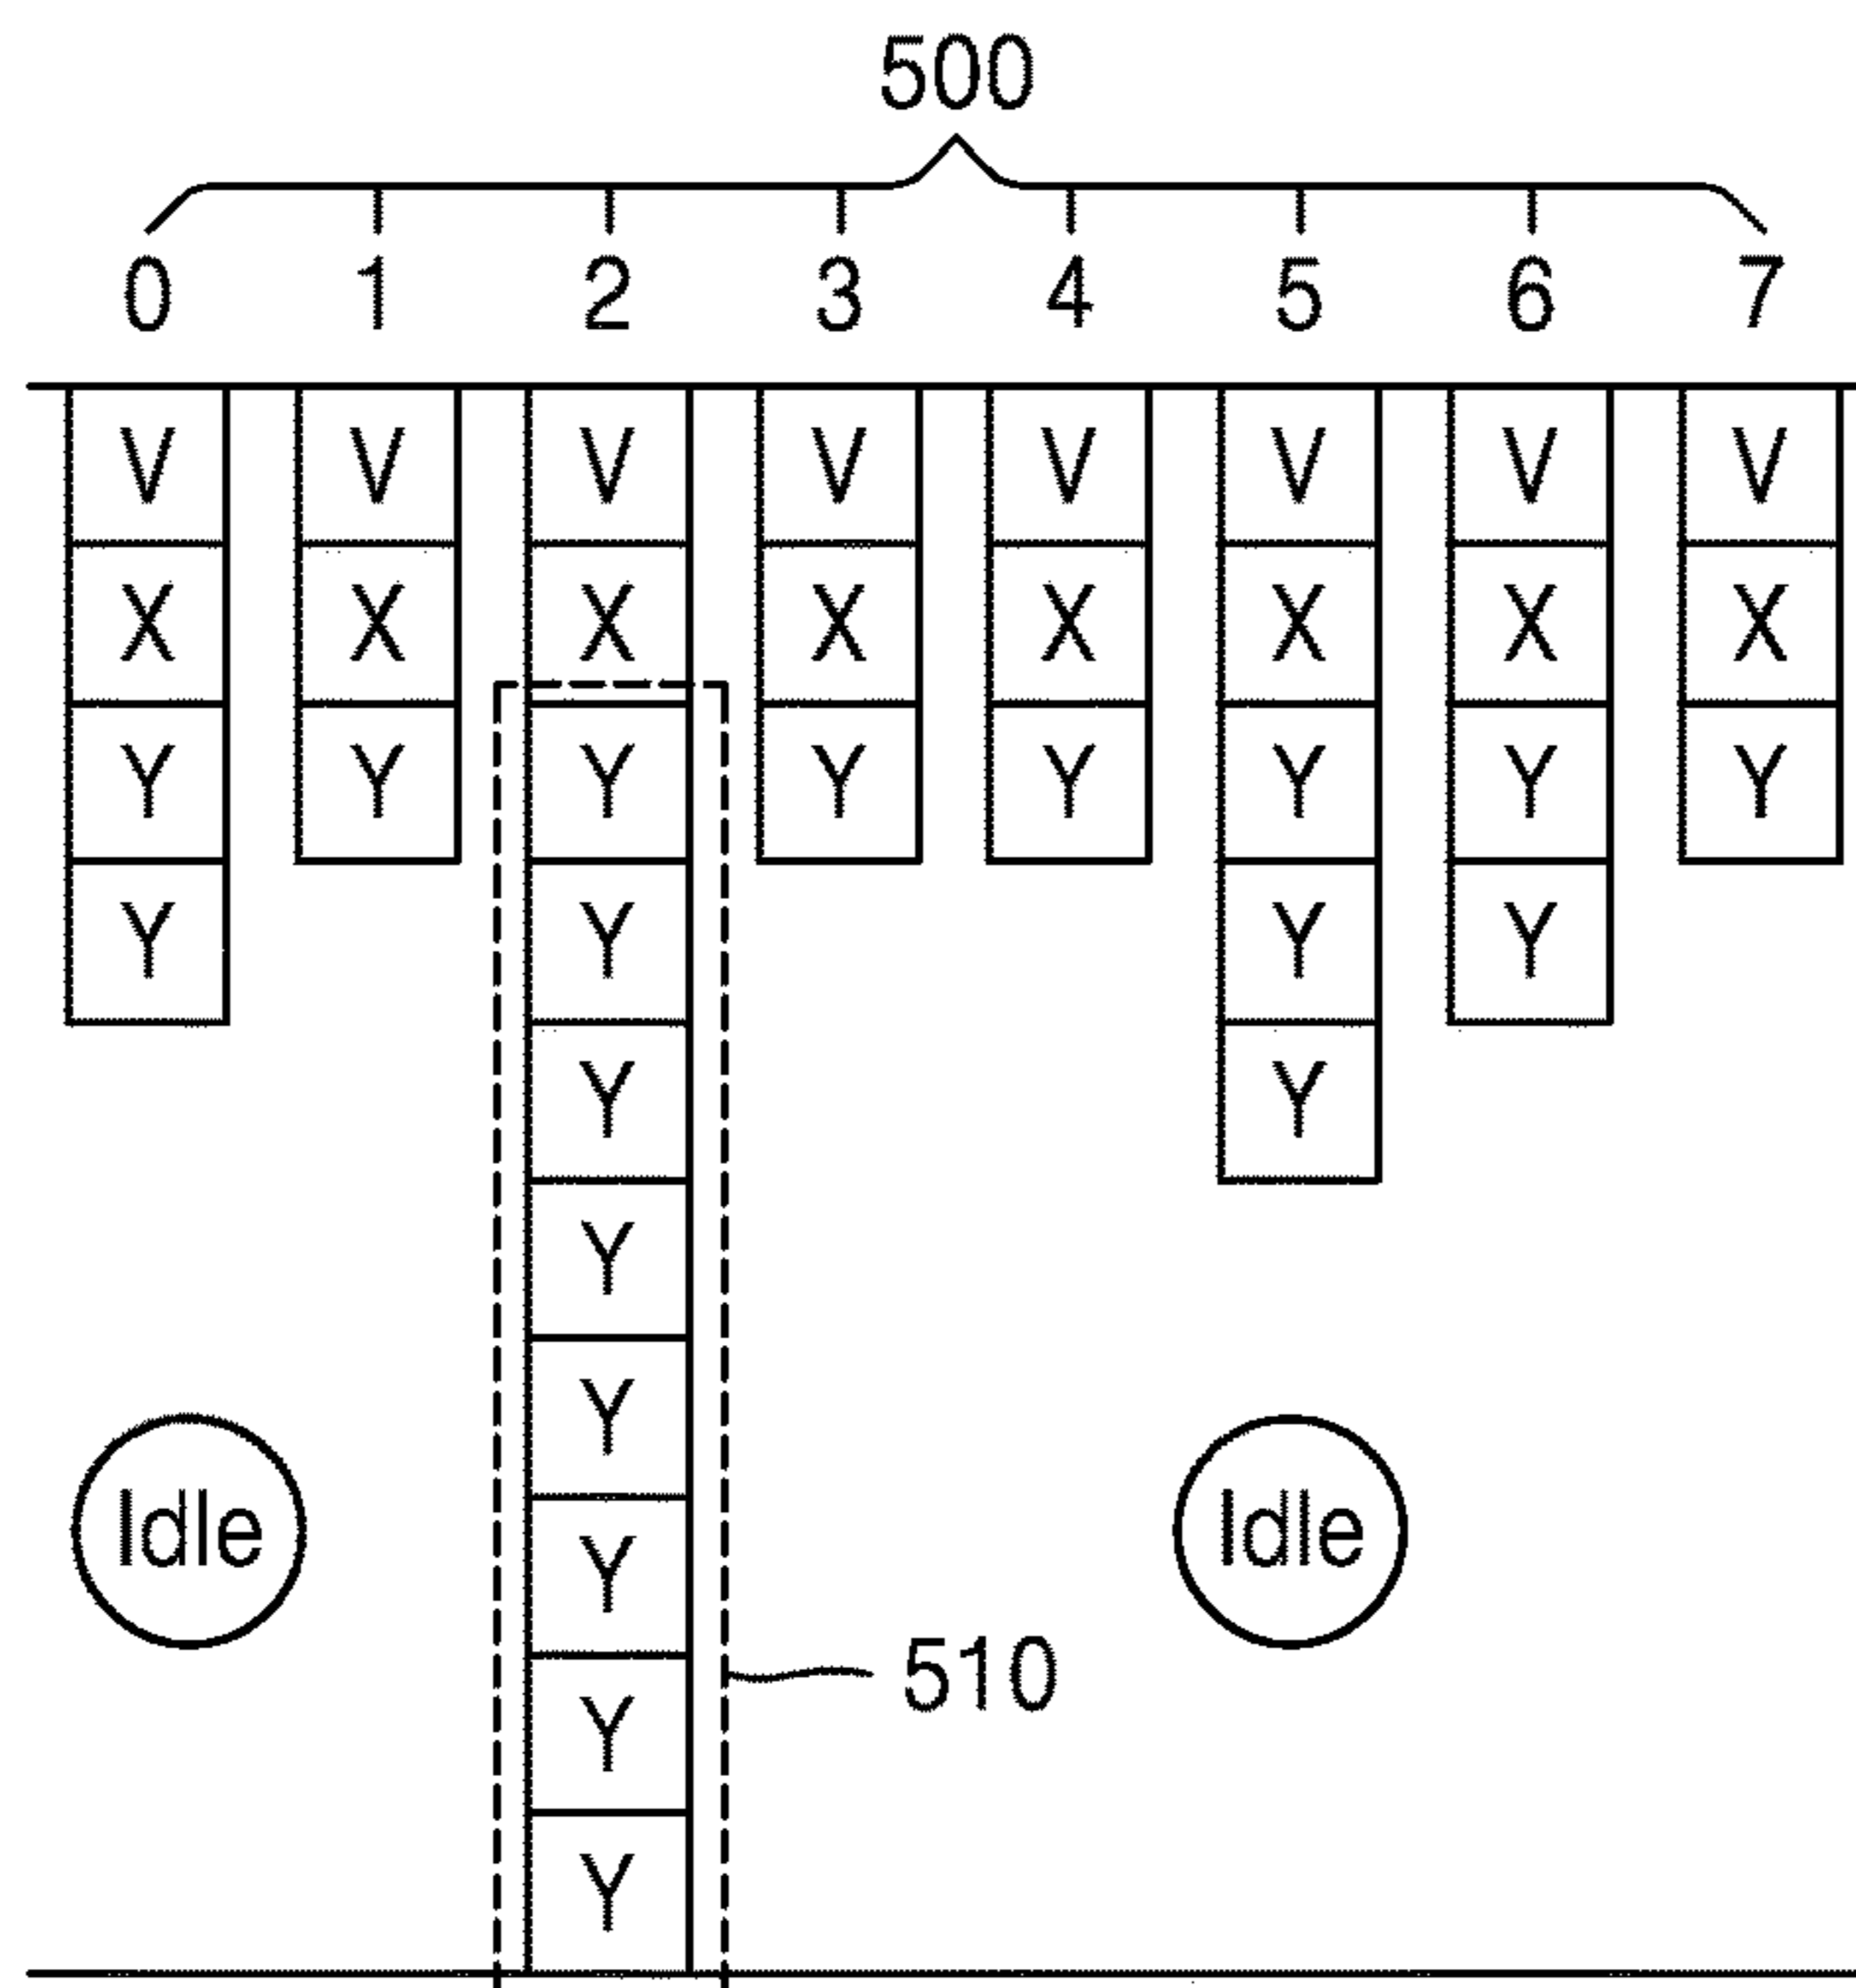 500
0 1 2 3 4 5 6 7
V V V V V V V V
X X X X X X X X
Y Y Y Y Y Y Y Y
Y Y Y Y
Y Y
Y
Y
Idle Y Idle
510
Y
Y